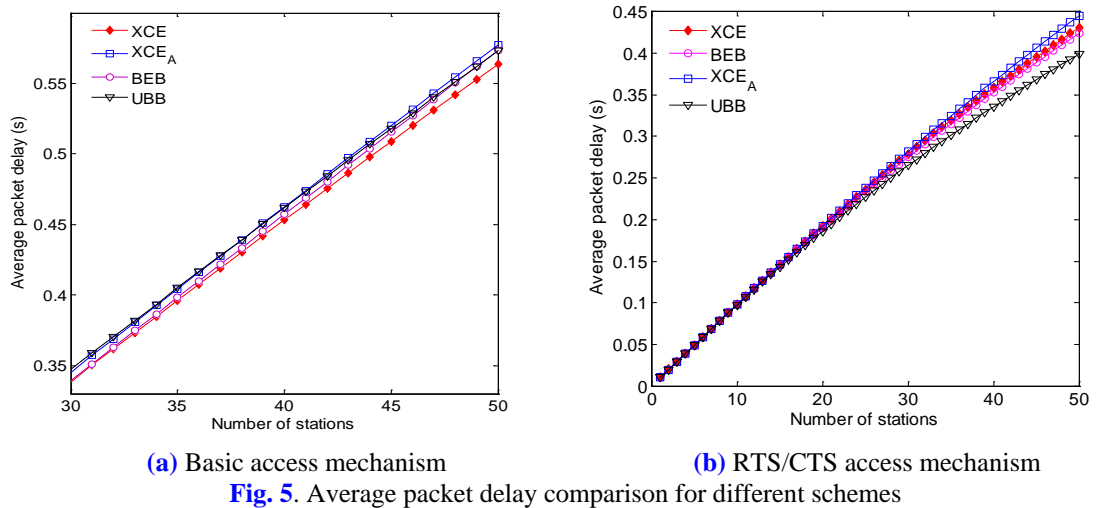 XCE
XCE_A
BEB
UBB
0.55
0.5
0.45
0.4
0.35
Average packet delay (s)
30 35 40 45 50
Number of stations
(a) Basic access mechanism
XCE
BEB
XCE_A
UBB
0.45
0.4
0.35
0.3
0.25
0.2
0.15
0.1
0.05
0
Average packet delay (s)
0 10 20 30 40 50
Number of stations
(b) RTS/CTS access mechanism
Fig. 5. Average packet delay comparison for different schemes